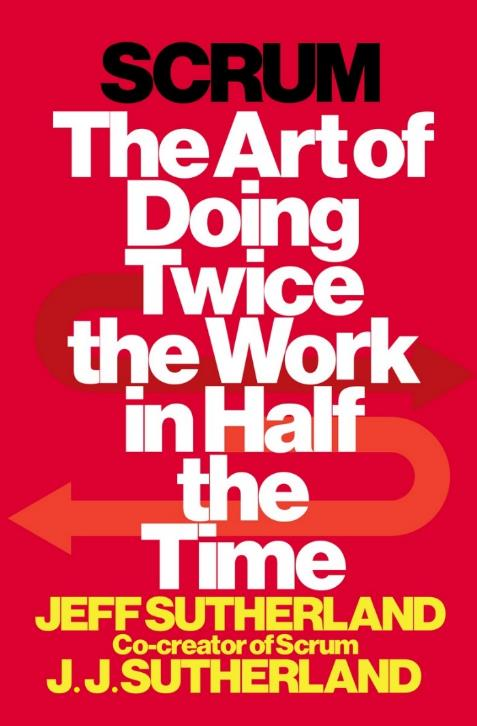 SCRUM
The Art of
Doing
Twice
the Work
in Half
the
Time
JEFF SUTHERLAND
Co-creator of Scrum
J.J. SUTHERLAND